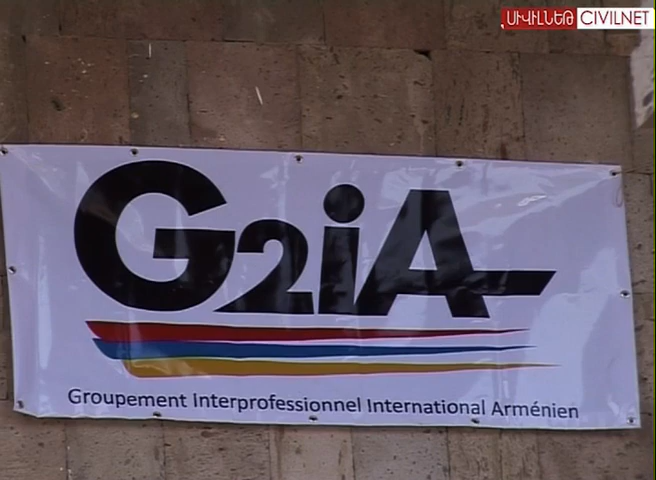 ՍԻՎԻԼՆԵԹ CIVILNET
G2iA
Groupement Interprofessionnel International Arménien